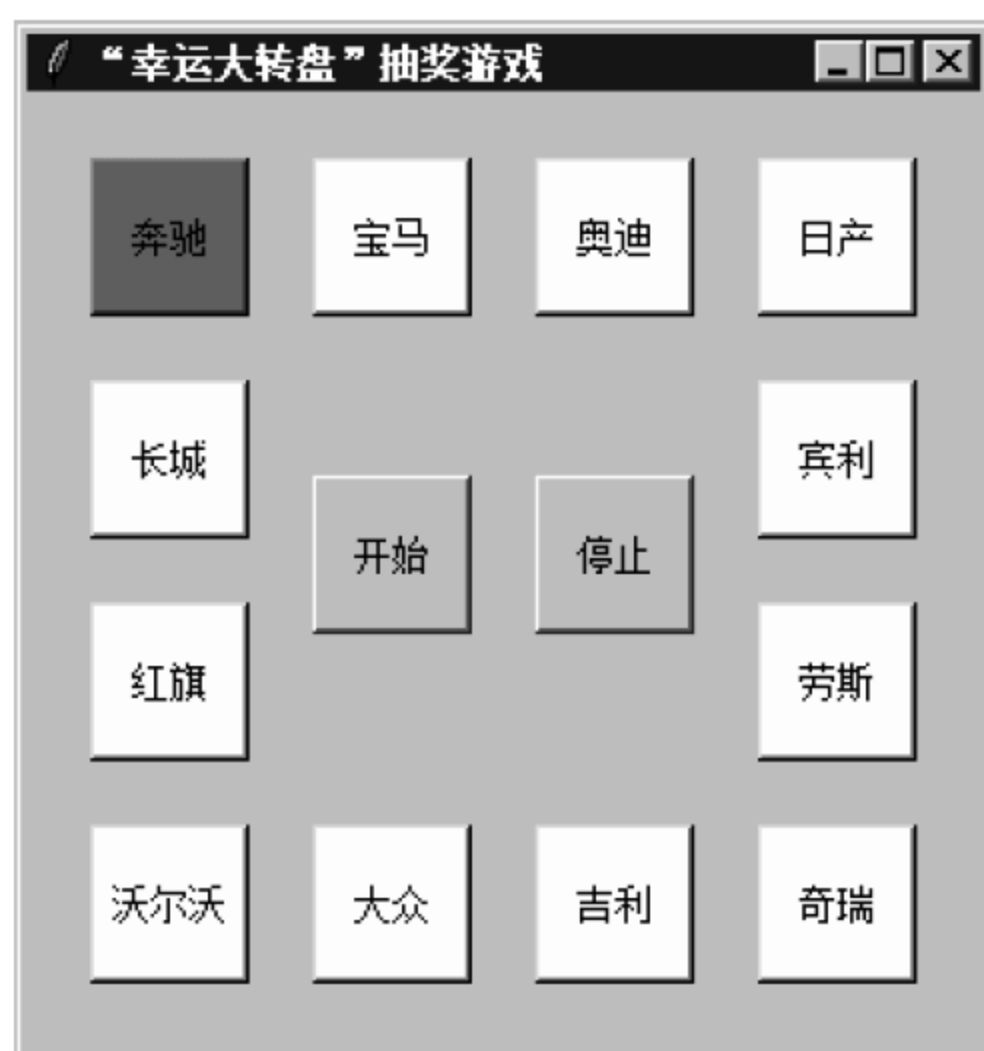 “幸运大转盘”抽奖游戏
奔驰 宝马 奥迪 日产
长城 宾利
开始 停止
红旗 劳斯
沃尔沃 大众 吉利 奇瑞